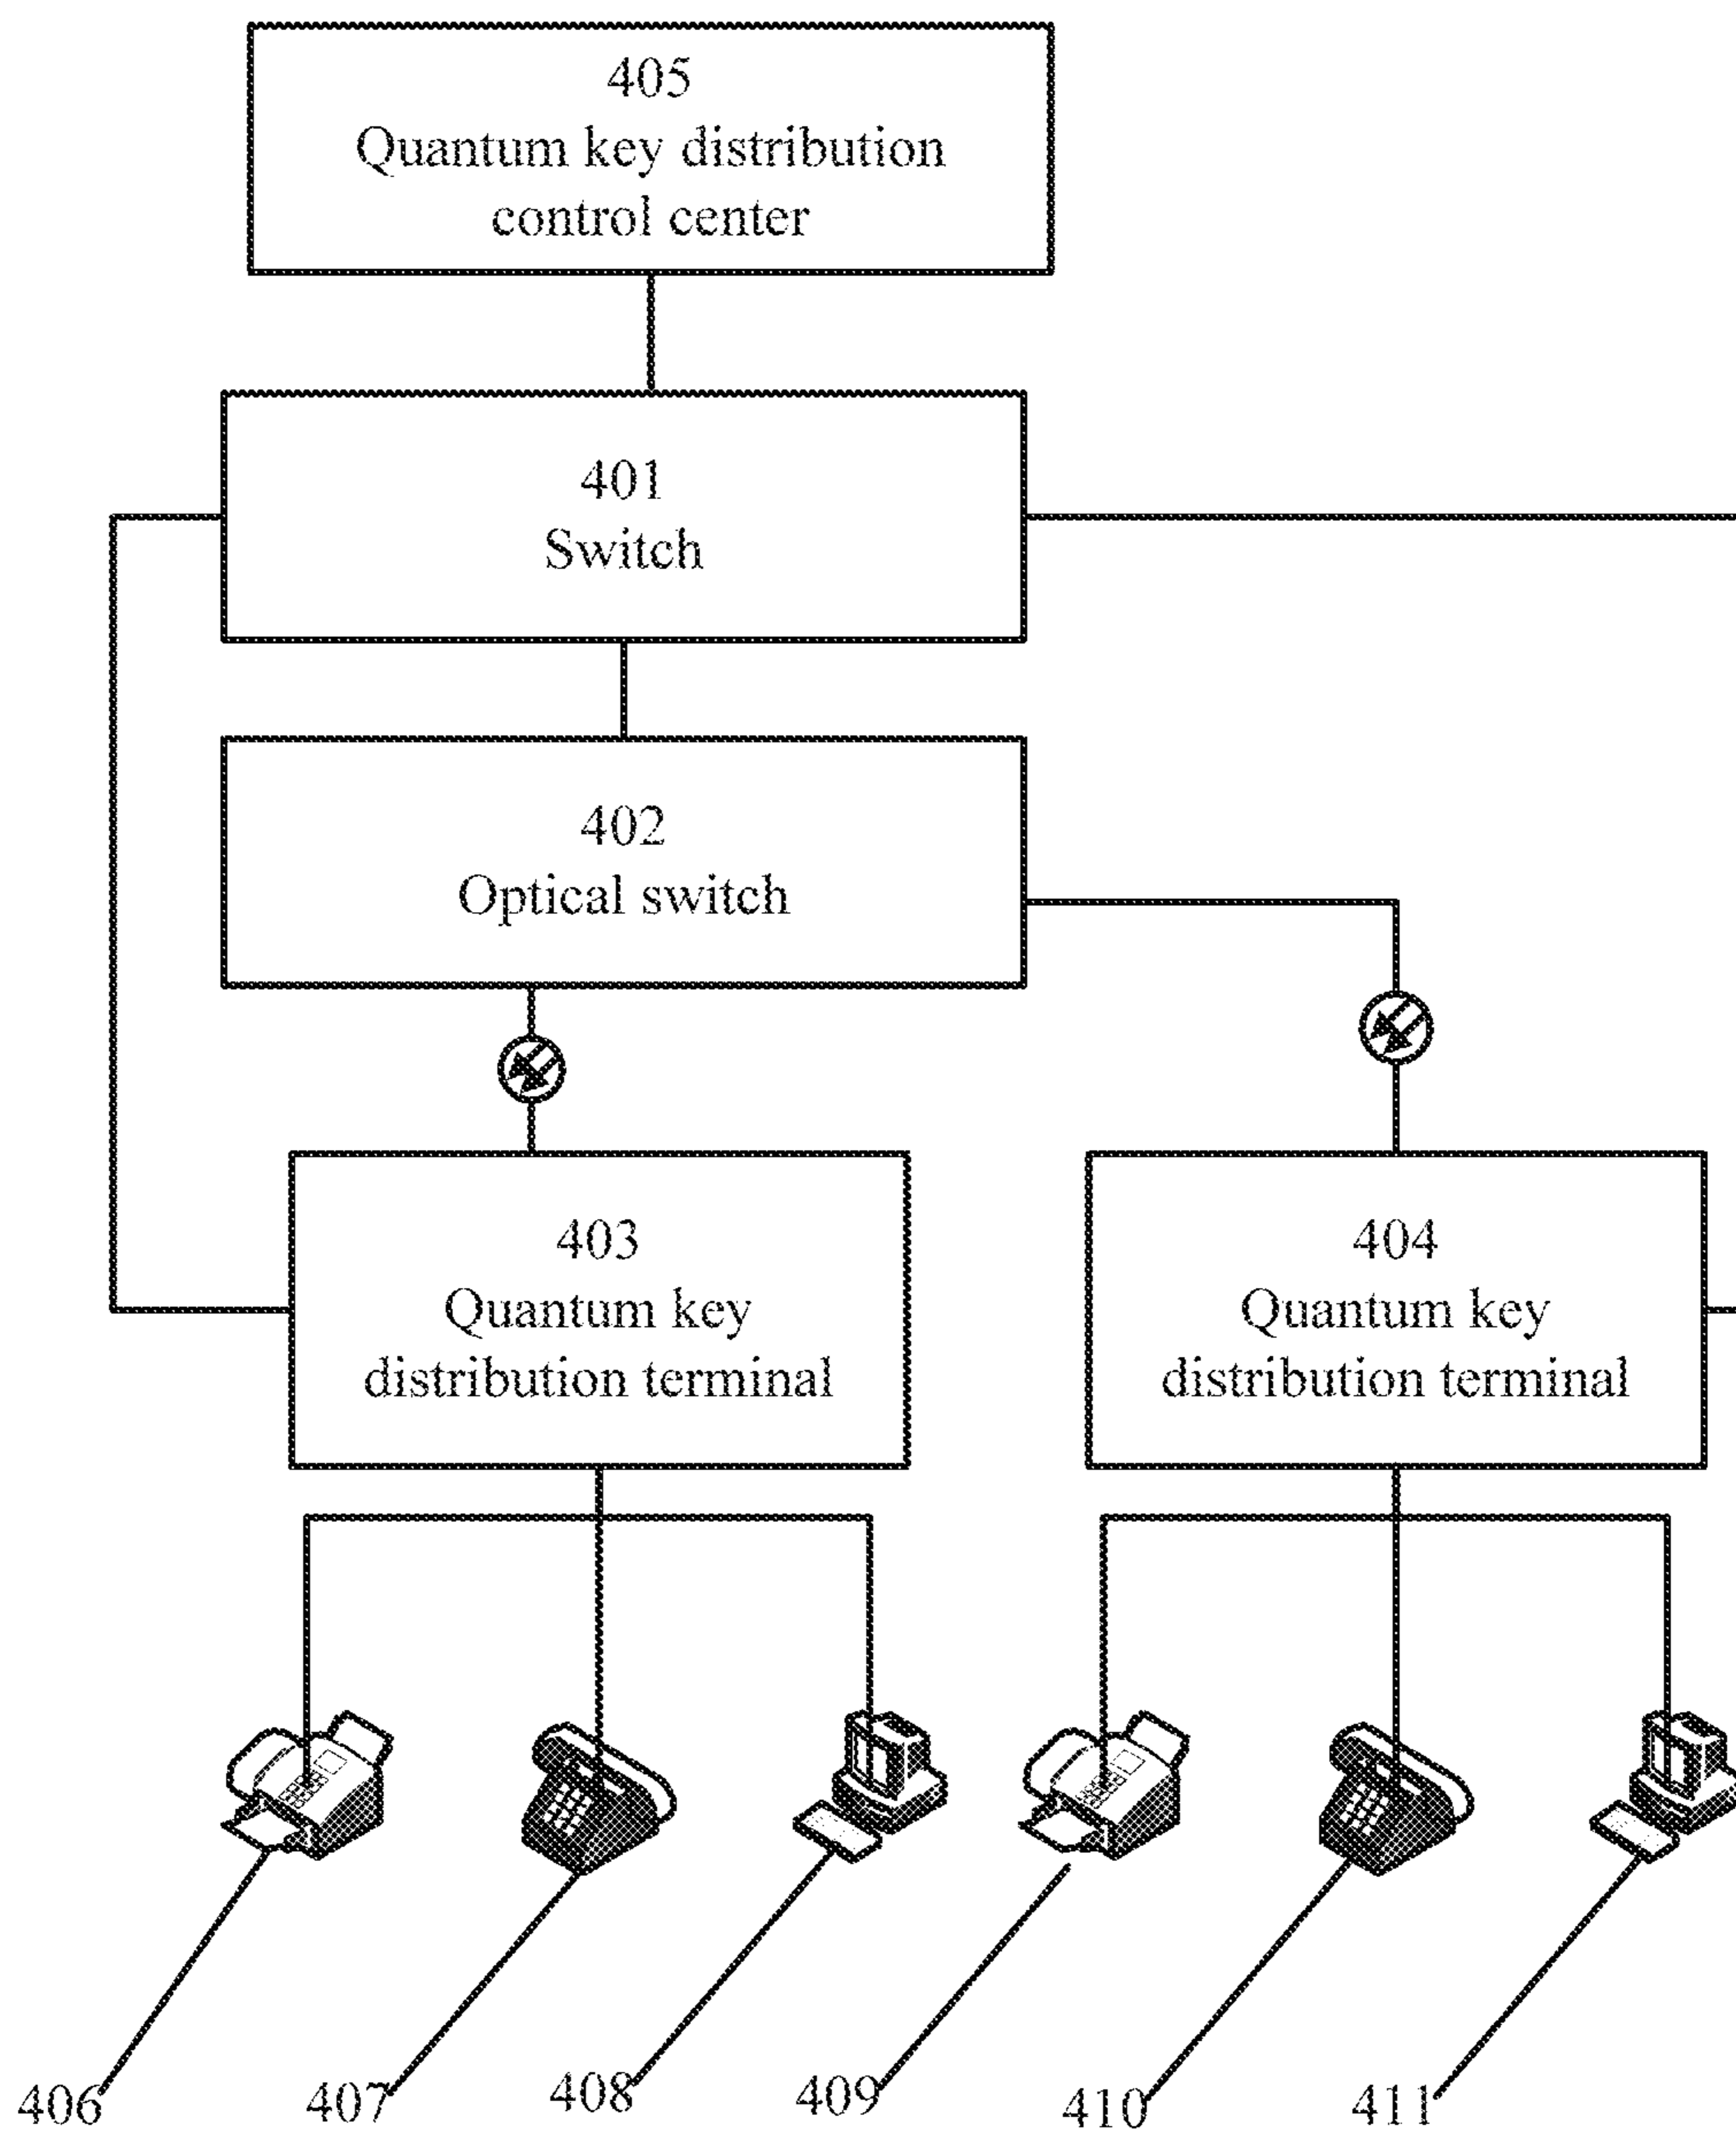 405
Quantum key distribution
control center
401
Switch
402
Optical switch
403
Quantum key
distribution terminal
404
Quantum key
distribution terminal
406
407
408
409
410
411